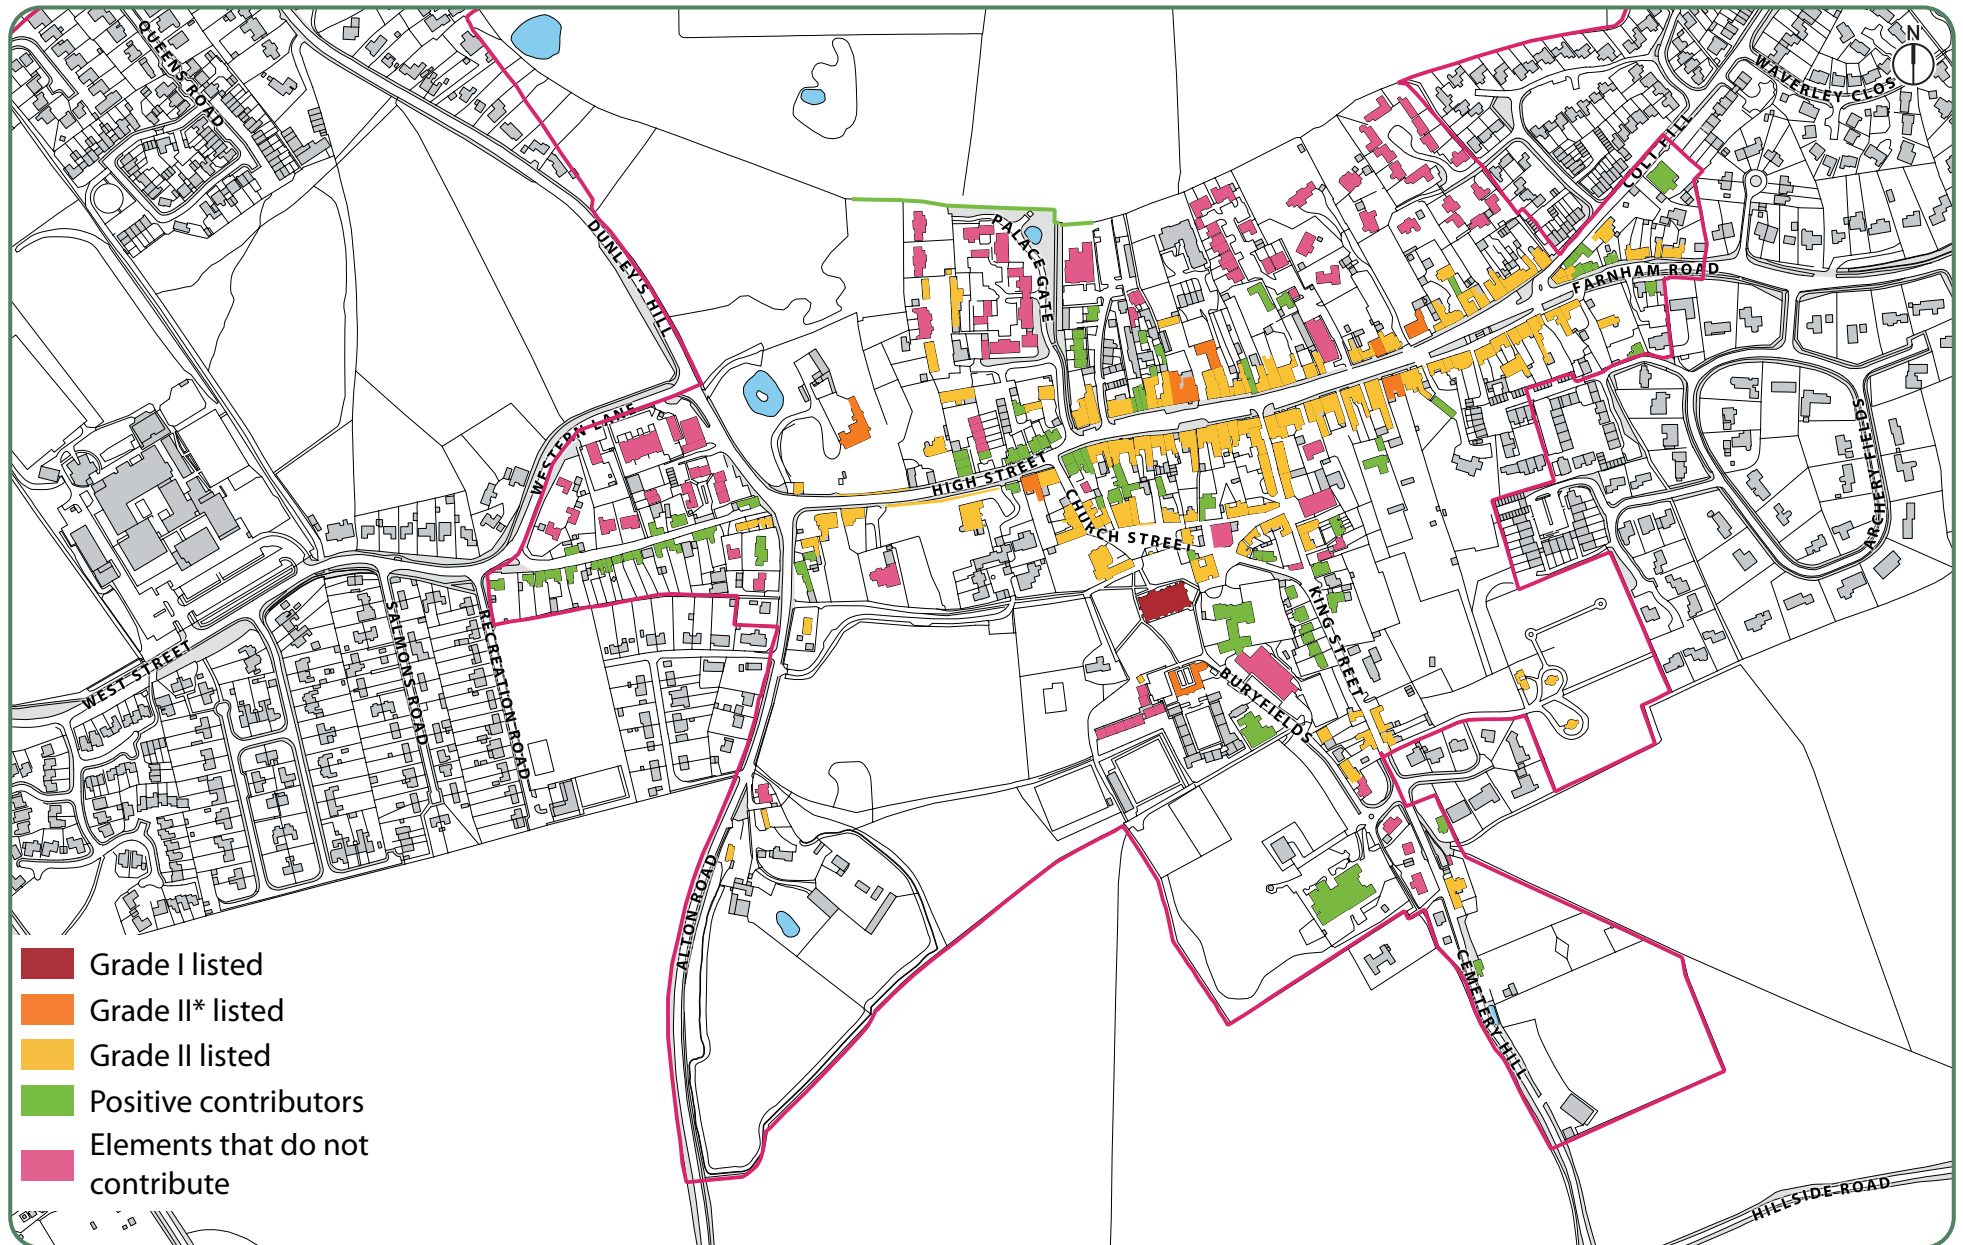 N
QUEENS ROAD
WAVERLEY CLOS
COLT HILL
DUNLEY'S HILL
PALACE GATE
FARNHAM ROAD
WESTERN LANE
HIGH STREET
CHURCH STREET
ARCHERY FIELDS
KING STREET
SALMONS ROAD
RECREATION ROAD
WEST STREET
BURYFIELDS
ALTON ROAD
CEMETERY HILL
HILLSIDE ROAD
Grade I listed
Grade II* listed
Grade II listed
Positive contributors
Elements that do not
contribute